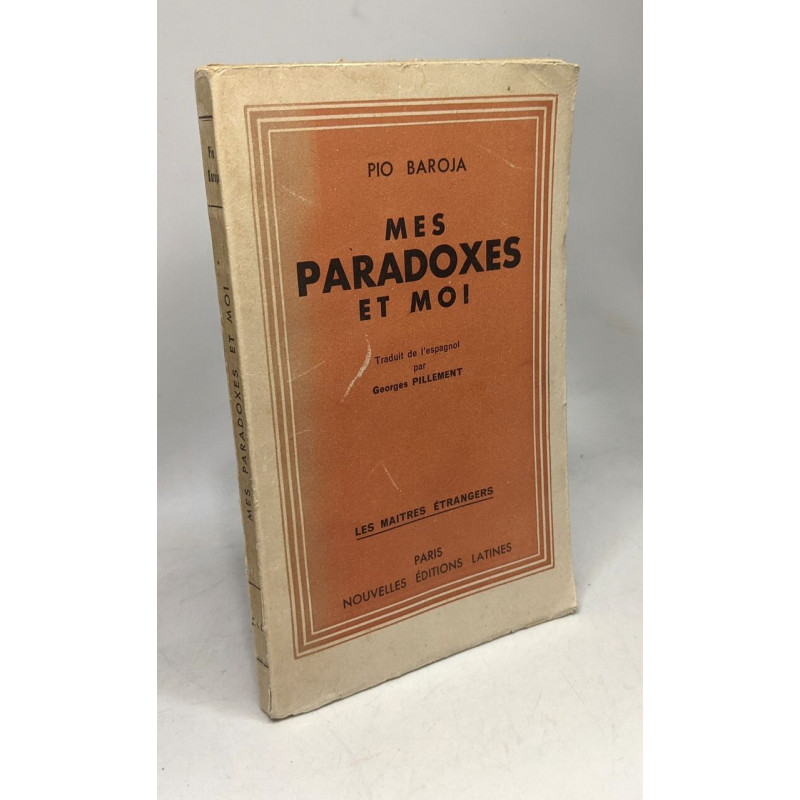 PIO BAROJA
MES
PARADOXES
ET MOI
Traduit de l'espagnol
par
Georges PILLEMENT
LES MAITRES ÉTRANGERS
PARIS
NOUVELLES ÉDITIONS LATINES
MES PARADOXES ET MOI